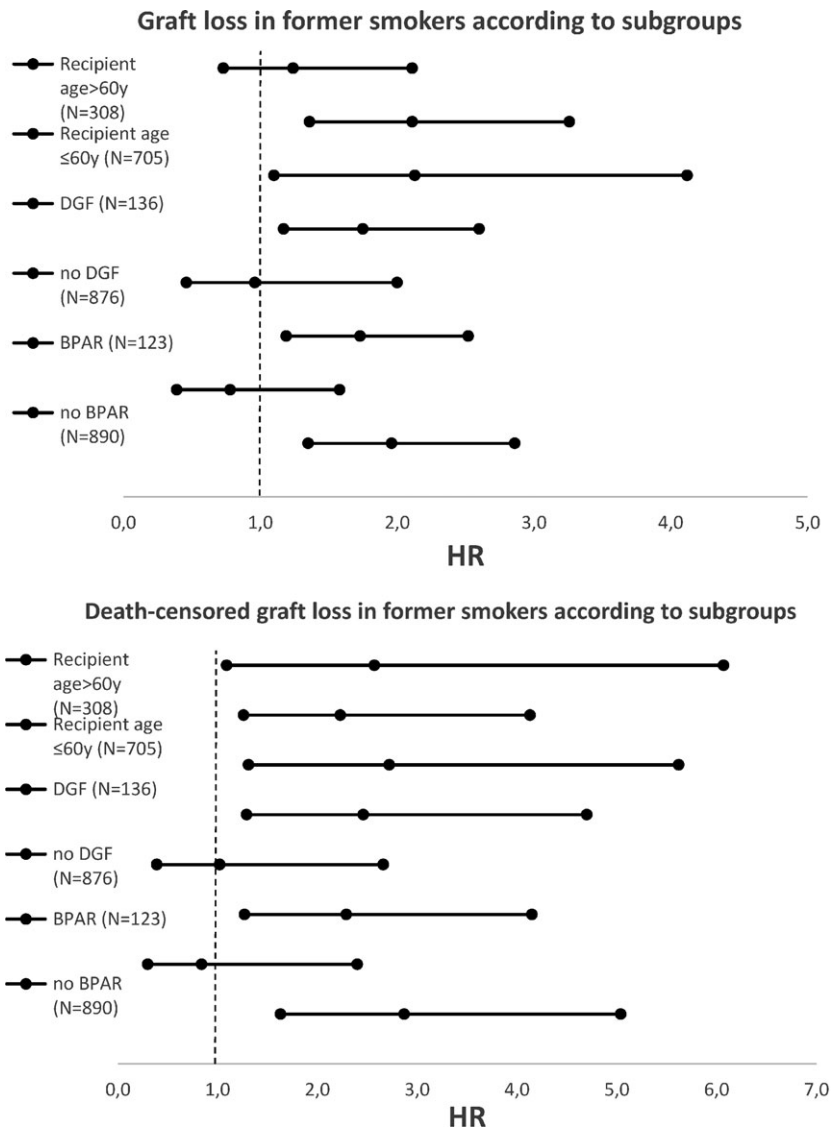 Graft loss in former smokers according to subgroups
Recipient
age>60y
(N=308)
Recipient age
≤60y (N=705)
DGF (N=136)
no DGF
(N=876)
BPAR (N=123)
no BPAR
(N=890)
0,0 1,0 2,0 3,0 4,0 5,0
HR
Death-censored graft loss in former smokers according to subgroups
Recipient
age>60y
(N=308)
Recipient age
≤60y (N=705)
DGF (N=136)
no DGF
(N=876)
BPAR (N=123)
no BPAR
(N=890)
0,0 1,0 2,0 3,0 4,0 5,0 6,0 7,0
HR